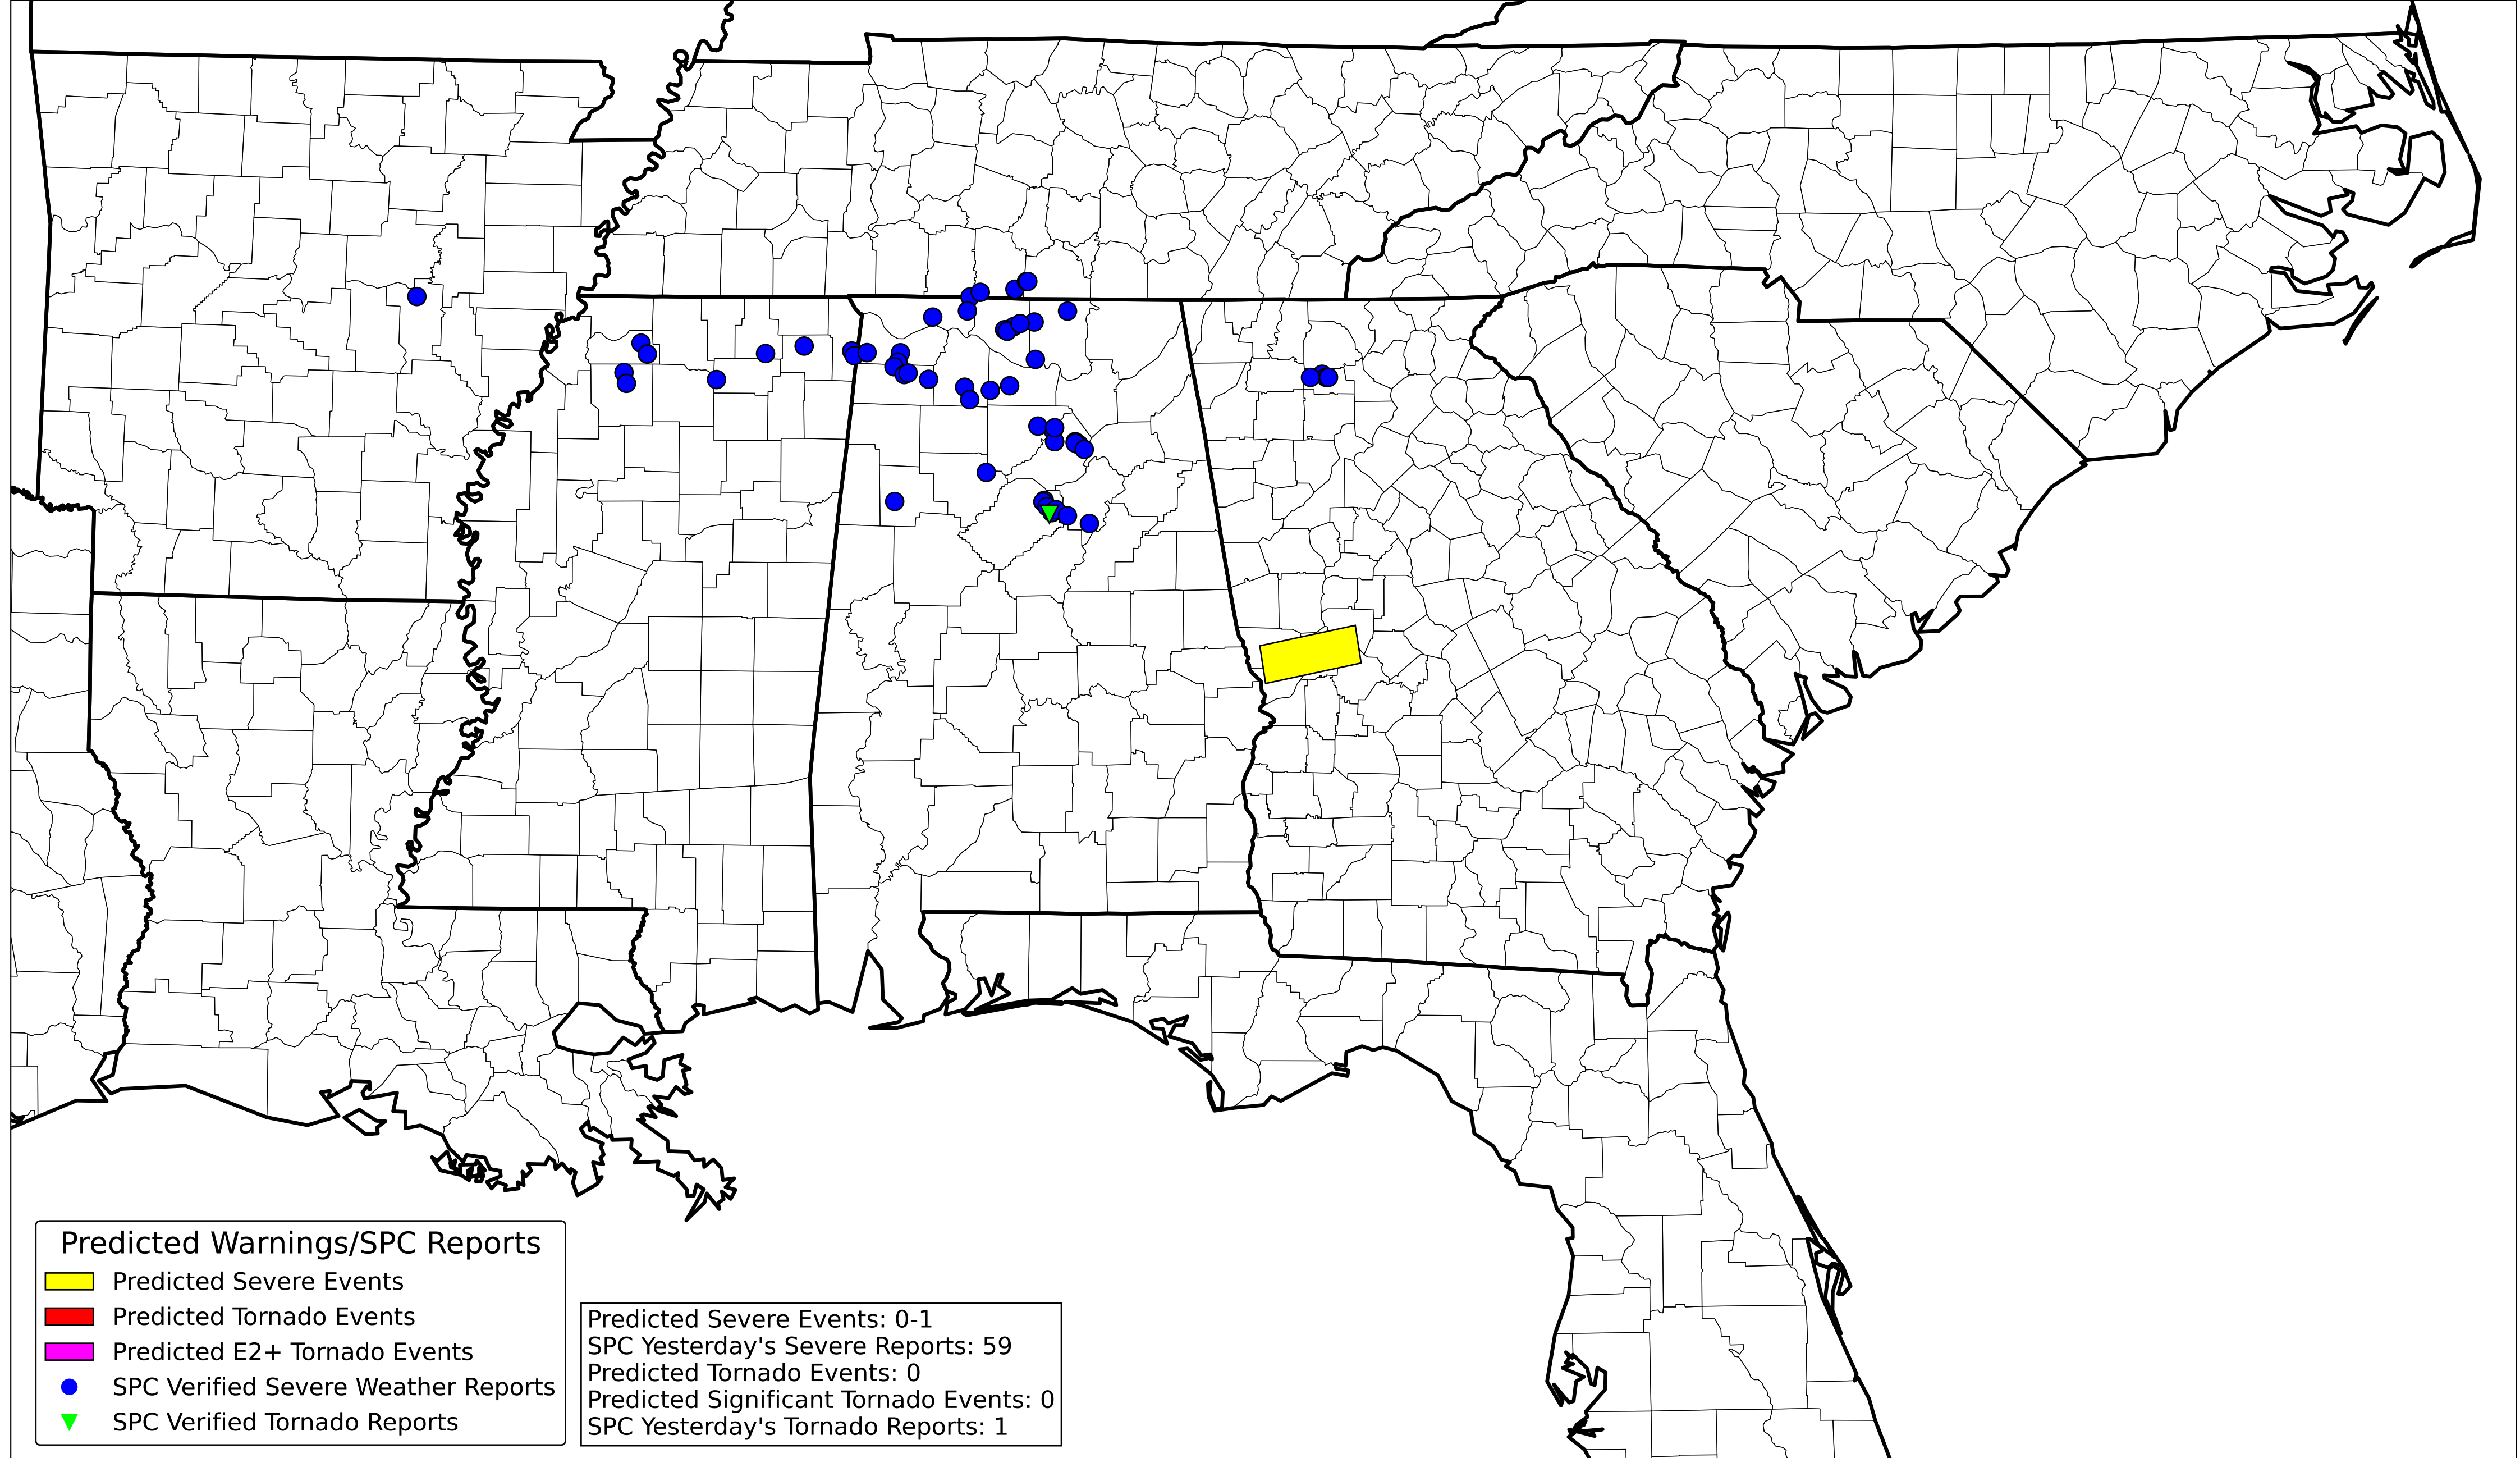 Predicted Warnings/SPC Reports
Predicted Severe Events
Predicted Tornado Events
Predicted E2+ Tornado Events
SPC Verified Severe Weather Reports
SPC Verified Tornado Reports
Predicted Severe Events: 0-1
SPC Yesterday's Severe Reports: 59
Predicted Tornado Events: 0
Predicted Significant Tornado Events: 0
SPC Yesterday's Tornado Reports: 1